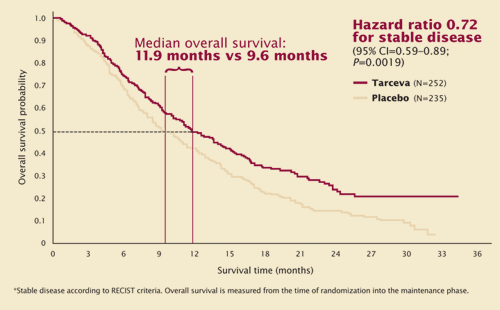 Hazard ratio 0.72
for stable disease
(95% CI=0.59–0.89;
P=0.0019)
Tarceva (N=252)
Placebo (N=235)
Median overall survival:
11.9 months vs 9.6 months
Overall survival probability
1.0
0.9
0.8
0.7
0.6
0.5
0.4
0.3
0.2
0.1
0
0 3 6 9 12 15 18 21 24 27 30 33 36
Survival time (months)
*Stable disease according to RECIST criteria. Overall survival is measured from the time of randomization into the maintenance phase.